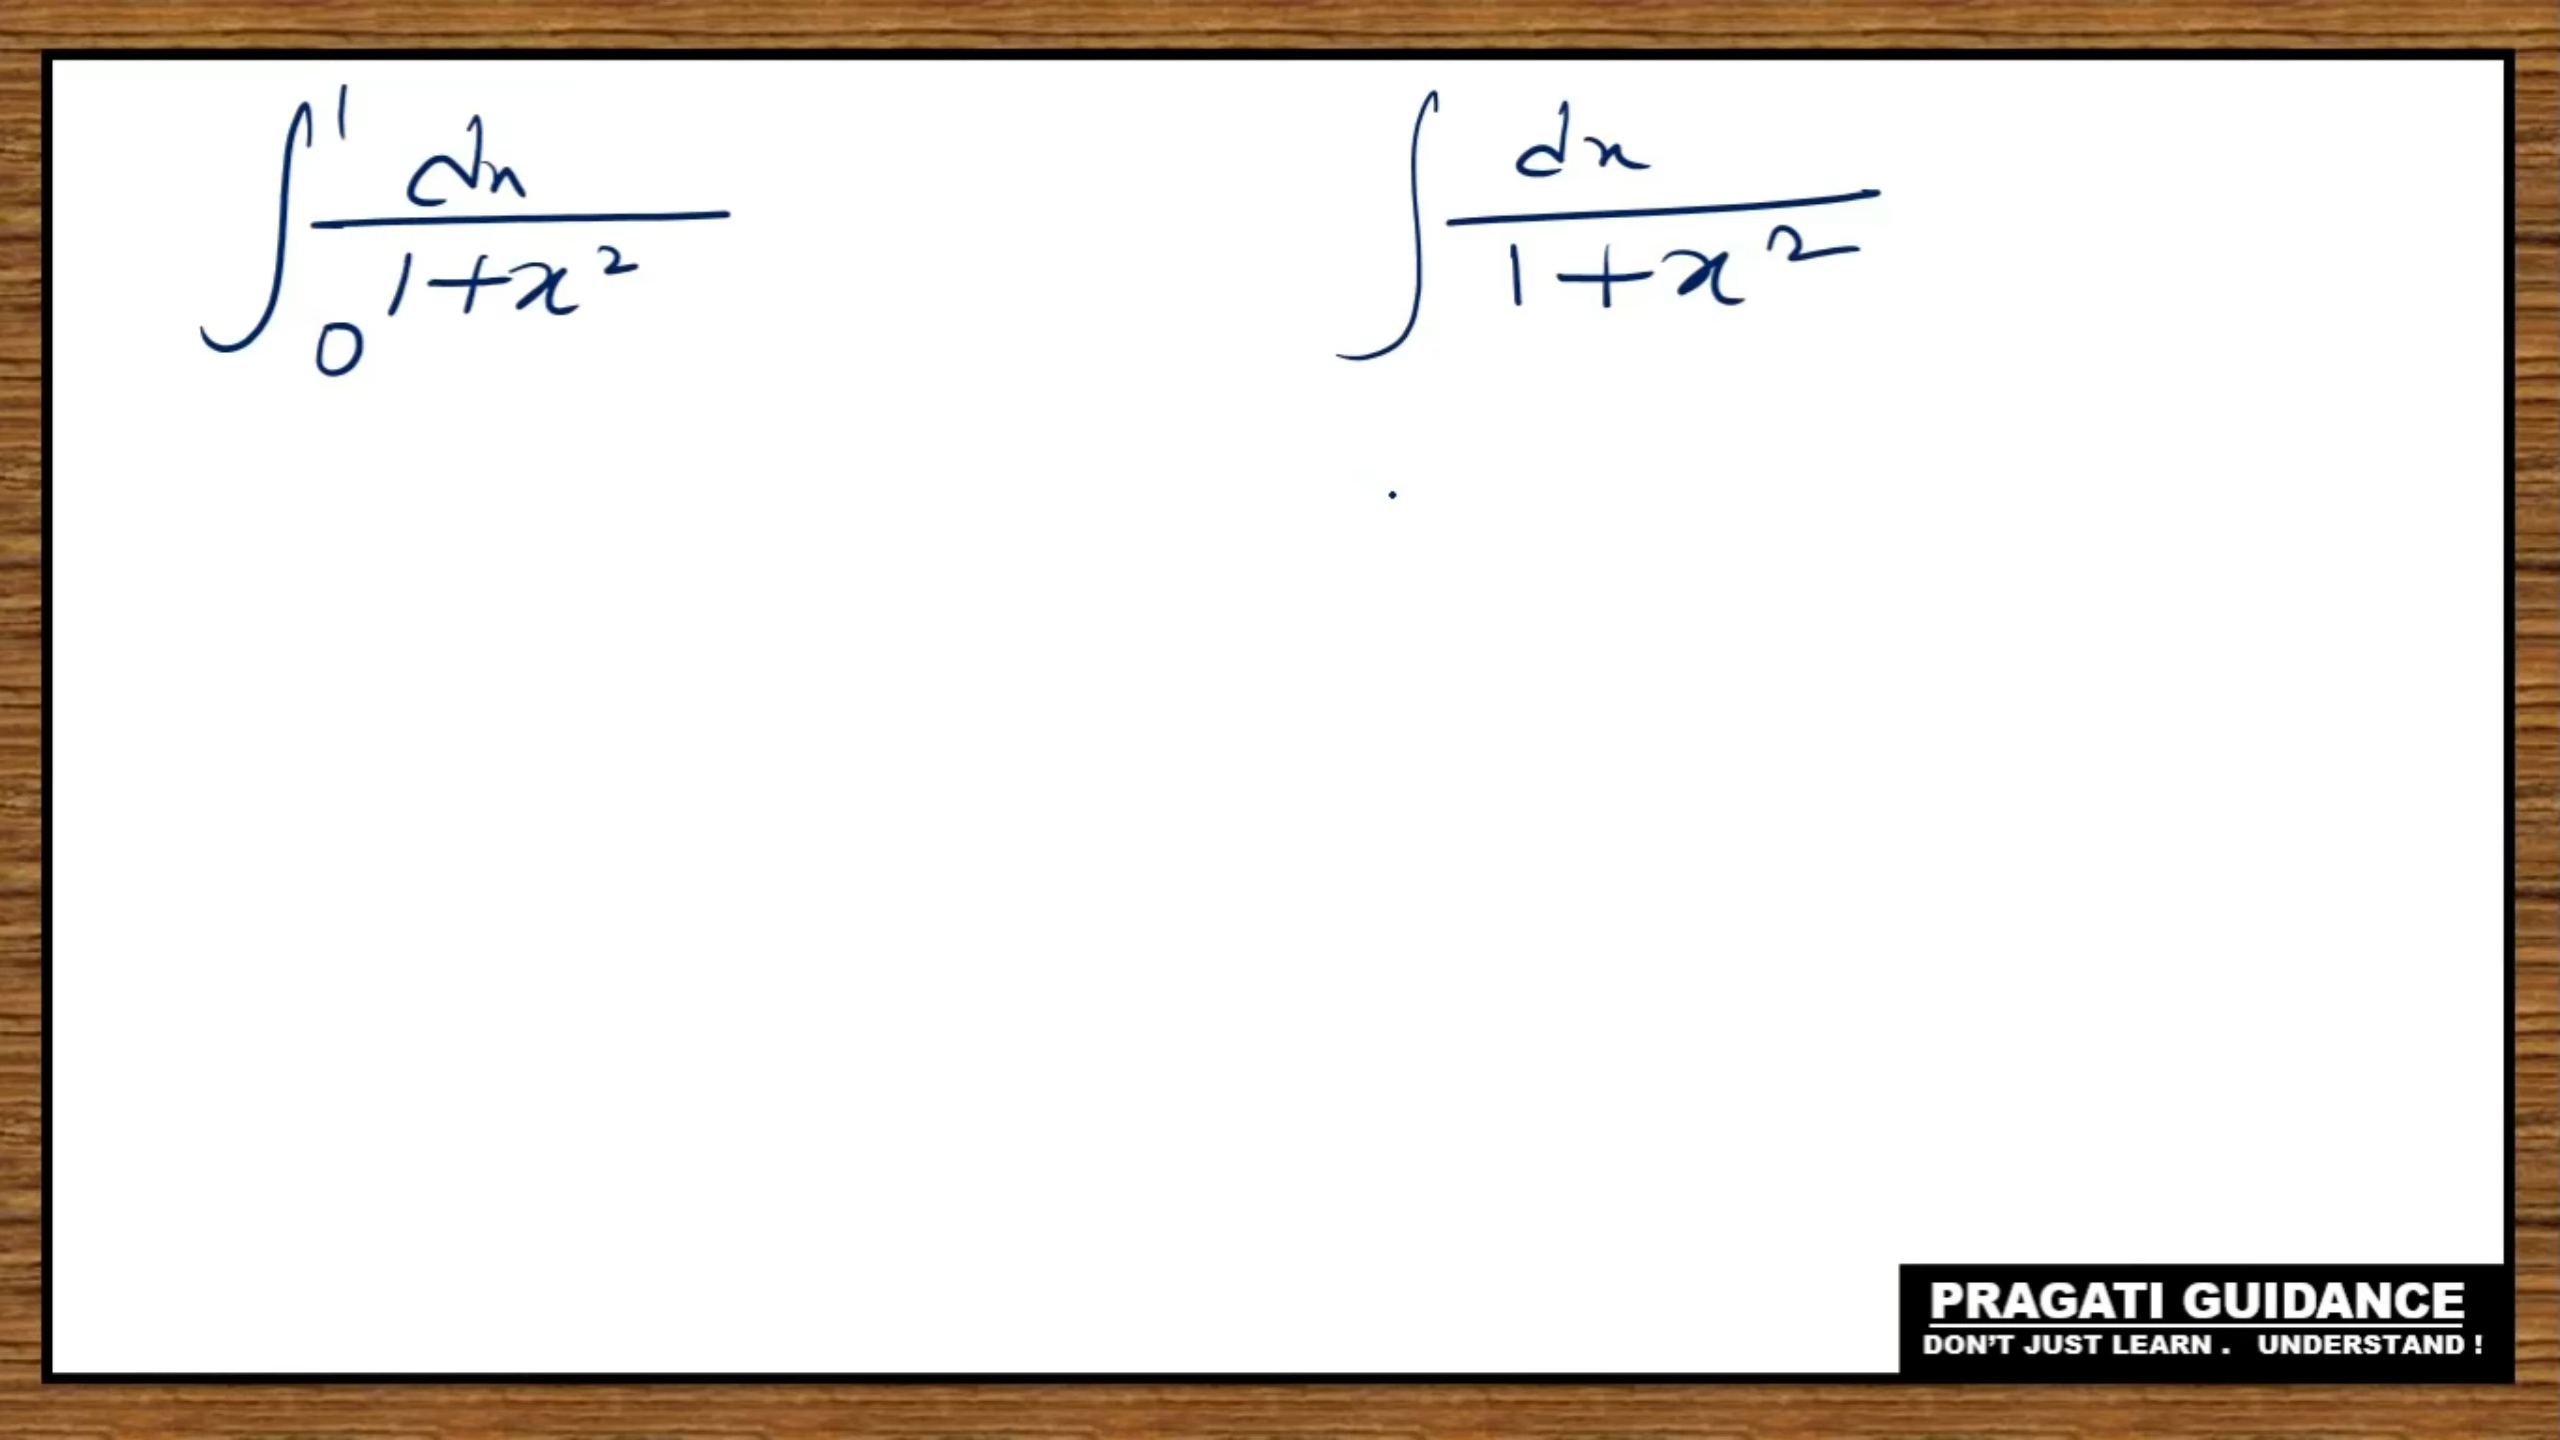 ∫₀¹ dx / 1+x²
∫ dx / 1+x²
PRAGATI GUIDANCE
DON'T JUST LEARN . UNDERSTAND !